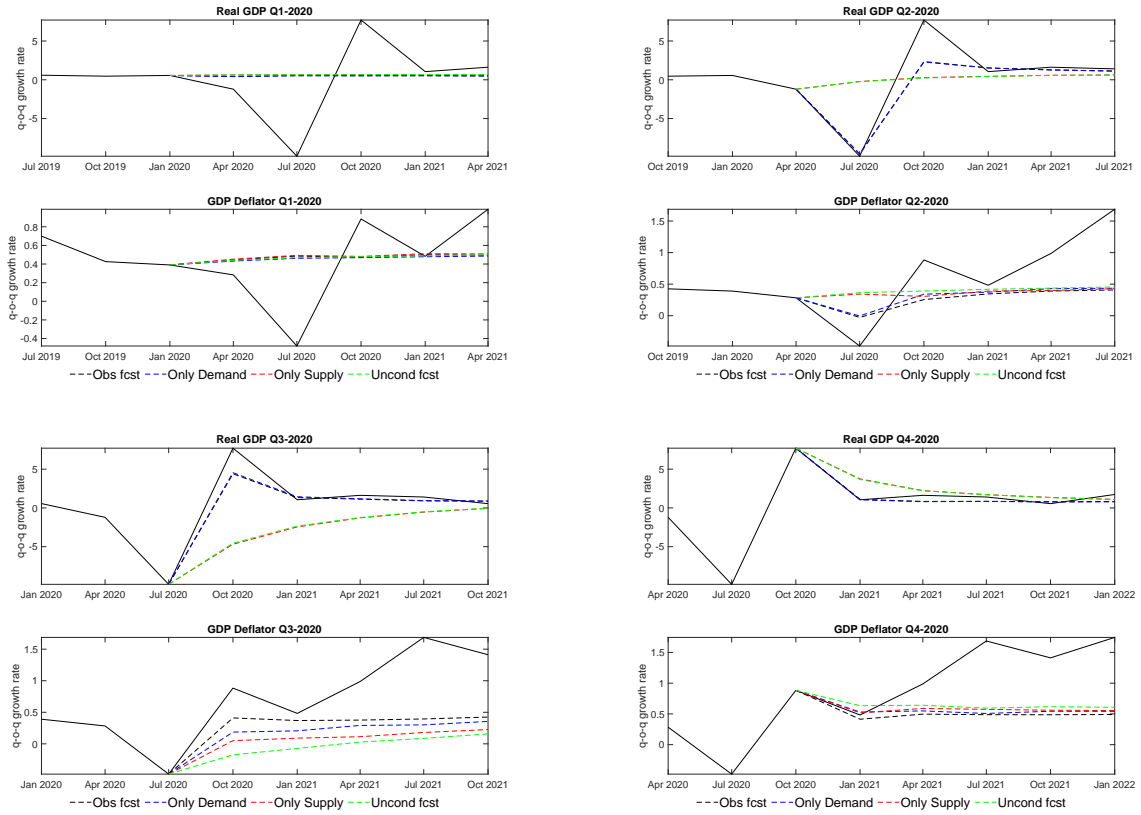 Real GDP Q1-2020
q-o-q growth rate
5
0
-5
Jul 2019 Oct 2019 Jan 2020 Apr 2020 Jul 2020 Oct 2020 Jan 2021 Apr 2021
GDP Deflator Q1-2020
q-o-q growth rate
0.8
0.6
0.4
0.2
0
-0.2
-0.4
Jul 2019 Oct 2019 Jan 2020 Apr 2020 Jul 2020 Oct 2020 Jan 2021 Apr 2021
Obs fcst Only Demand Only Supply Uncond fcst
Real GDP Q2-2020
q-o-q growth rate
5
0
-5
Oct 2019 Jan 2020 Apr 2020 Jul 2020 Oct 2020 Jan 2021 Apr 2021 Jul 2021
GDP Deflator Q2-2020
q-o-q growth rate
1.5
1
0.5
0
Oct 2019 Jan 2020 Apr 2020 Jul 2020 Oct 2020 Jan 2021 Apr 2021 Jul 2021
Obs fcst Only Demand Only Supply Uncond fcst
Real GDP Q3-2020
q-o-q growth rate
5
0
-5
Jan 2020 Apr 2020 Jul 2020 Oct 2020 Jan 2021 Apr 2021 Jul 2021 Oct 2021
GDP Deflator Q3-2020
q-o-q growth rate
1.5
1
0.5
0
Jan 2020 Apr 2020 Jul 2020 Oct 2020 Jan 2021 Apr 2021 Jul 2021 Oct 2021
Obs fcst Only Demand Only Supply Uncond fcst
Real GDP Q4-2020
q-o-q growth rate
5
0
-5
Apr 2020 Jul 2020 Oct 2020 Jan 2021 Apr 2021 Jul 2021 Oct 2021 Jan 2022
GDP Deflator Q4-2020
q-o-q growth rate
1.5
1
0.5
0
Apr 2020 Jul 2020 Oct 2020 Jan 2021 Apr 2021 Jul 2021 Oct 2021 Jan 2022
Obs fcst Only Demand Only Supply Uncond fcst